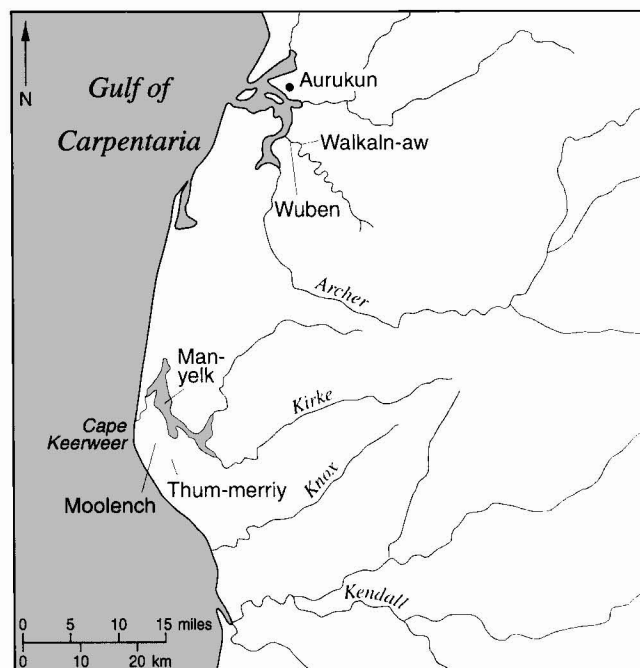 Gulf of
Carpentaria
N
Aurukun
Walkaln-aw
Wuben
Archer
Man-
yelk
Kirke
Cape
Keerweer
Knox
Thum-merriy
Moolench
Kendall
0 5 10 15 miles
0 10 20 km